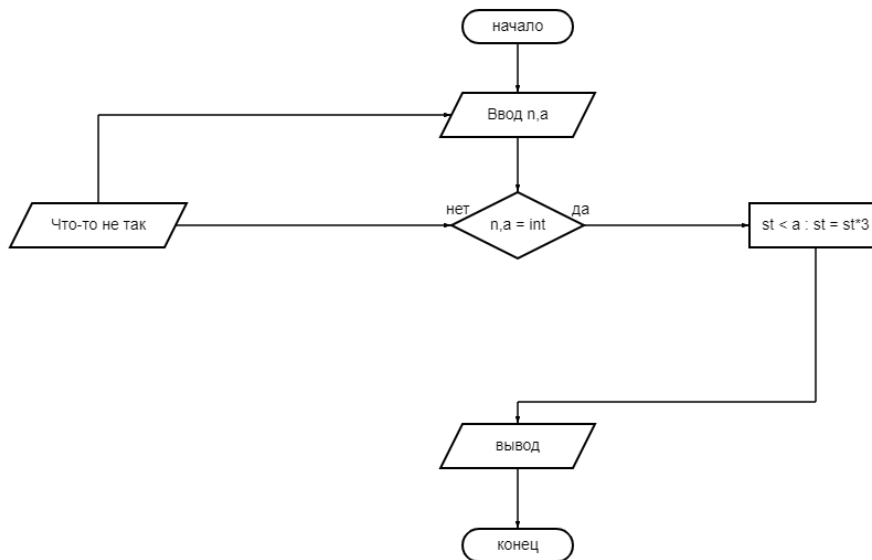 начало
Ввод n,a
Что-то не так
нет
n,a = int
да
st < a : st = st*3
вывод
конец